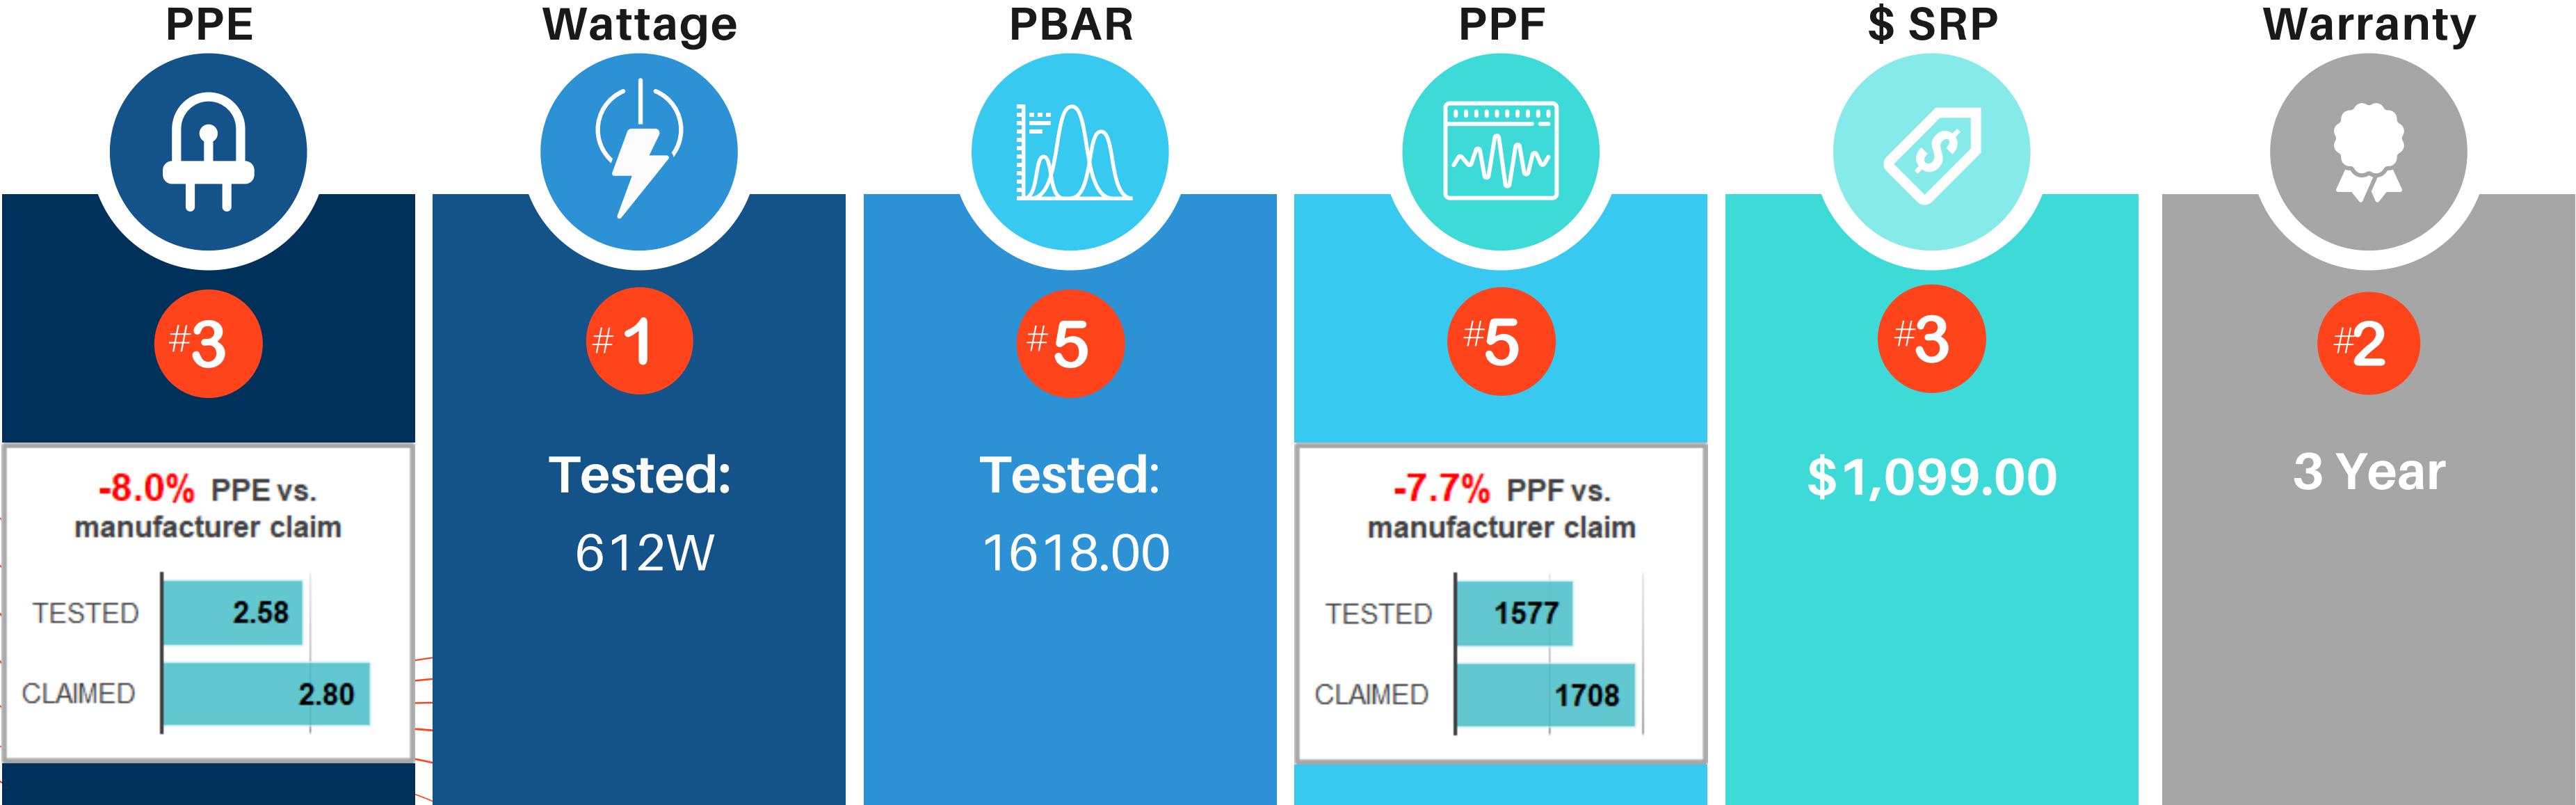 PPE
#3
-8.0% PPE vs.
manufacturer claim
TESTED 2.58
CLAIMED 2.80
Wattage
#1
Tested:
612W
PBAR
#5
Tested:
1618.00
PPF
#5
-7.7% PPF vs.
manufacturer claim
TESTED 1577
CLAIMED 1708
$ SRP
$
#3
$1,099.00
Warranty
#2
3 Year